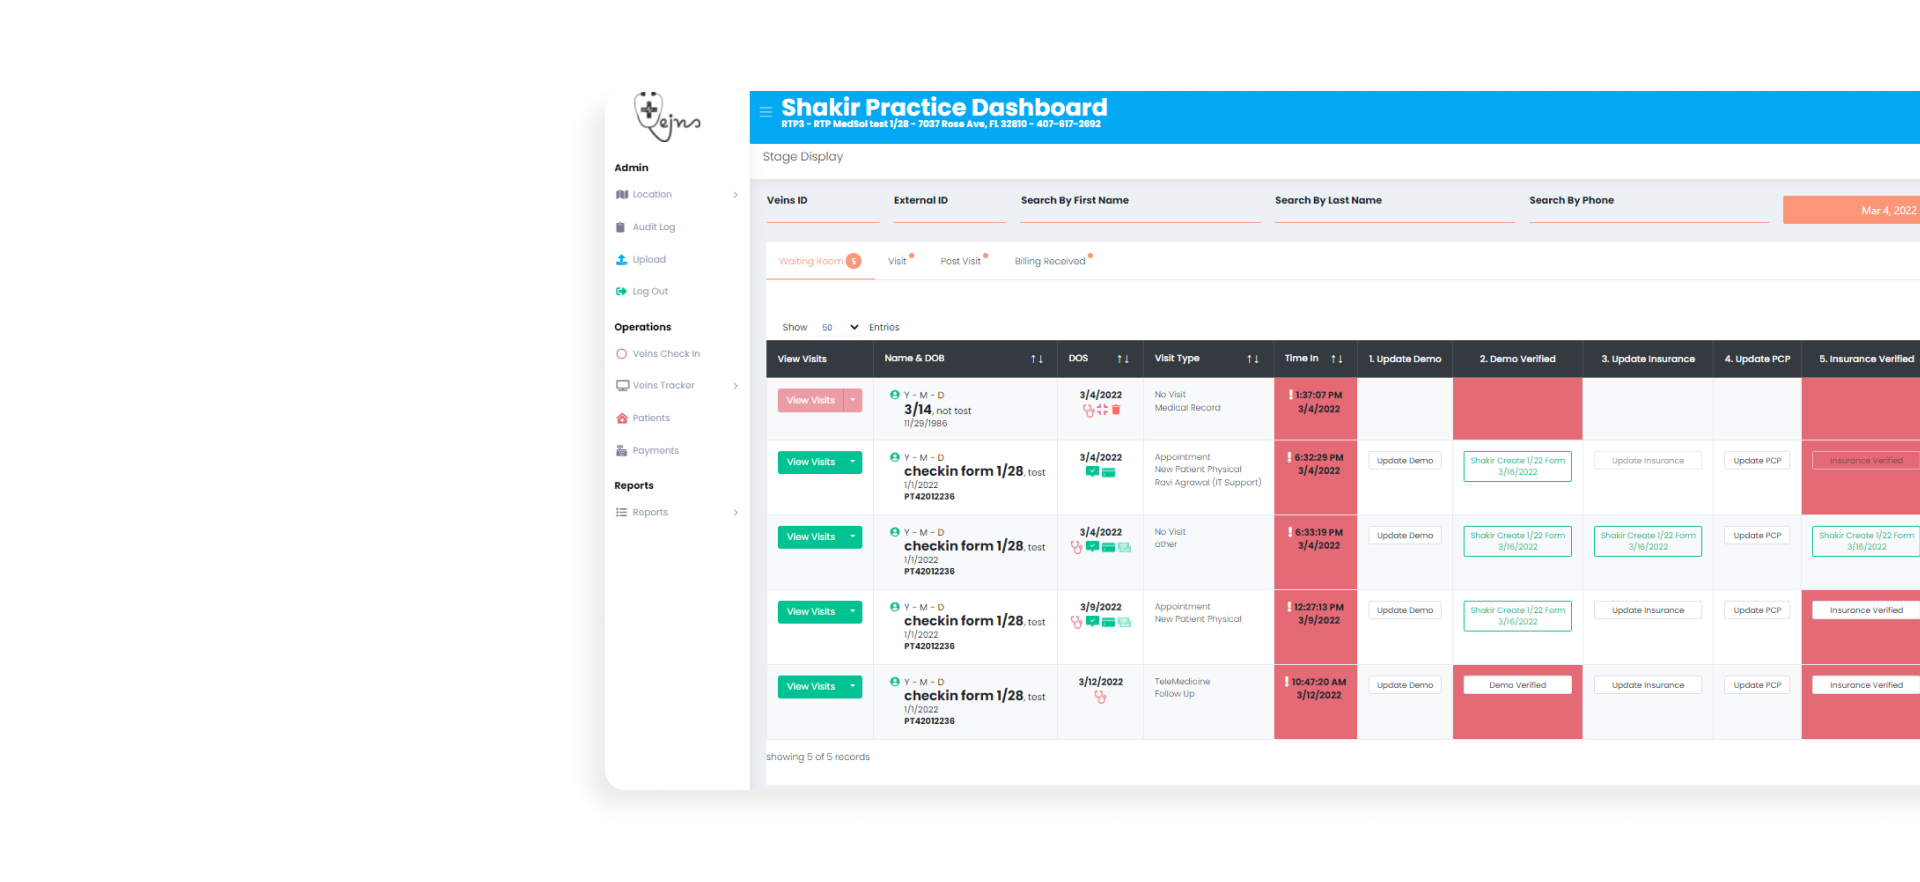 Vejns
Shakir Practice Dashboard
RTP3 - RTP MedSol test 1/28 - 7037 Rose Ave, FL 32810 - 407-617-2692
Stage Display
Admin
Location
Audit Log
Upload
Log Out
Operations
Veins Check In
Veins Tracker
Patients
Payments
Reports
Reports
Veins ID
External ID
Search By First Name
Search By Last Name
Search By Phone
Mar 4, 2022
Waiting Room 5
Visit
Post Visit
Billing Received
Show 50 Entries
View Visits
Name & DOB ↑↓
DOS ↑↓
Visit Type ↑↓
Time In ↑↓
1. Update Demo
2. Demo Verified
3. Update Insurance
4. Update PCP
5. Insurance Verified
View Visits
Y - M - D
3/14, not test
11/29/1986
3/4/2022
No Visit
Medical Record
1:37:07 PM
3/4/2022
View Visits
Y - M - D
checkin form 1/28, test
1/1/2022
PT42012236
3/4/2022
Appointment
New Patient Physical
Ravi Agrawal (IT Support)
6:32:29 PM
3/4/2022
Update Demo
Shakir Create 1/22 Form
3/16/2022
Update Insurance
Update PCP
Insurance Verified
View Visits
Y - M - D
checkin form 1/28, test
1/1/2022
PT42012236
3/4/2022
No Visit
other
6:33:19 PM
3/4/2022
Update Demo
Shakir Create 1/22 Form
3/16/2022
Shakir Create 1/22 Form
3/16/2022
Update PCP
Shakir Create 1/22 Form
3/16/2022
View Visits
Y - M - D
checkin form 1/28, test
1/1/2022
PT42012236
3/9/2022
Appointment
New Patient Physical
12:27:13 PM
3/9/2022
Update Demo
Shakir Create 1/22 Form
3/16/2022
Update Insurance
Update PCP
Insurance Verified
View Visits
Y - M - D
checkin form 1/28, test
1/1/2022
PT42012236
3/12/2022
TeleMedicine
Follow Up
10:47:20 AM
3/12/2022
Update Demo
Demo Verified
Update Insurance
Update PCP
Insurance Verified
showing 5 of 5 records